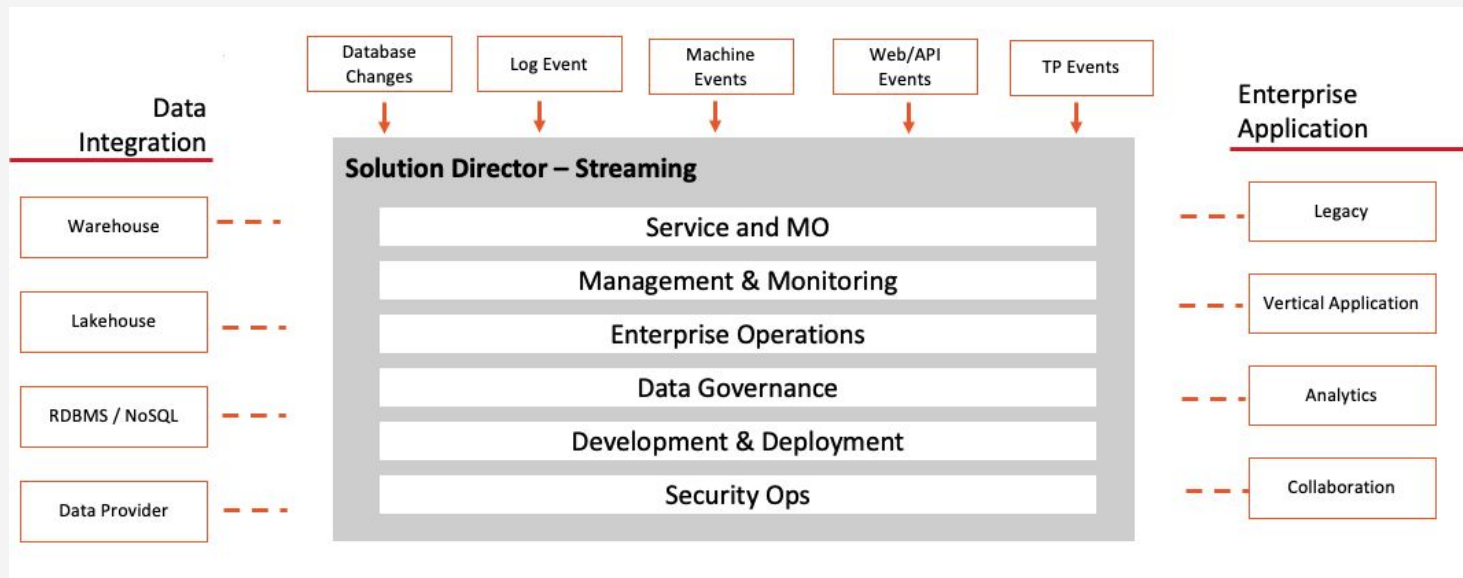 Database
Changes
Log Event
Machine
Events
Web/API
Events
TP Events
Data
Integration
Warehouse
Lakehouse
RDBMS / NoSQL
Data Provider
Solution Director – Streaming
Service and MO
Management & Monitoring
Enterprise Operations
Data Governance
Development & Deployment
Security Ops
Enterprise
Application
Legacy
Vertical Application
Analytics
Collaboration